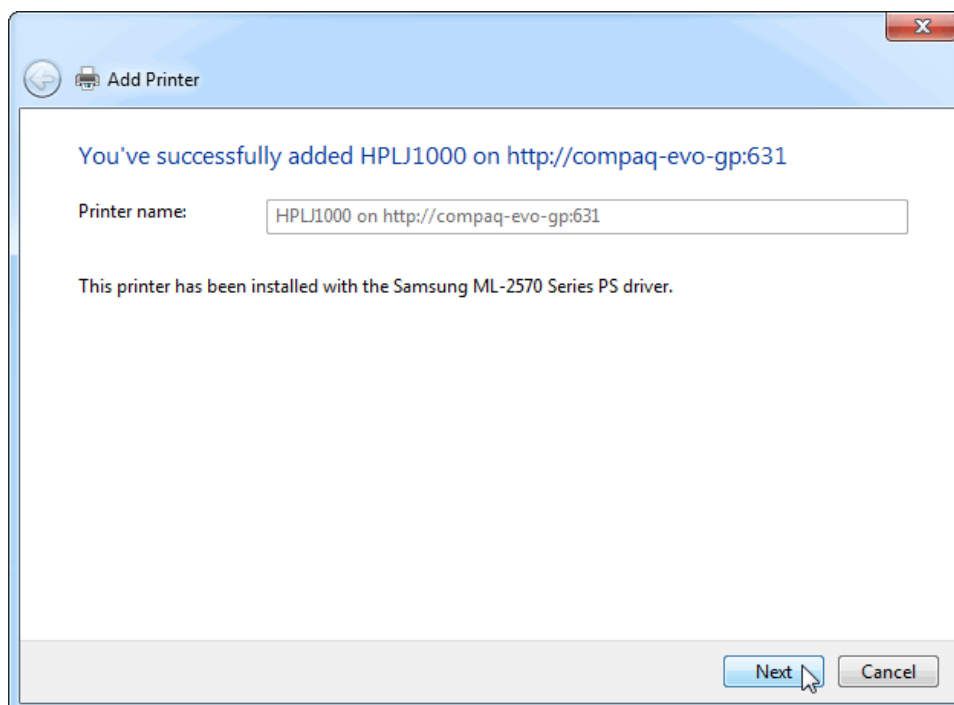 Add Printer
You've successfully added HPLJ1000 on http://compaq-evo-gp:631
Printer name: HPLJ1000 on http://compaq-evo-gp:631
This printer has been installed with the Samsung ML-2570 Series PS driver.
Next Cancel